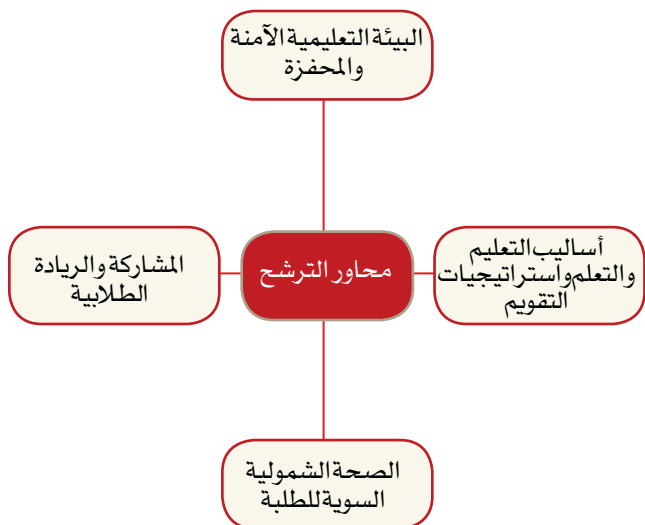 البيئة التعليمية الآمنة
والمحفزة
أساليب التعليم
والتعلم واستراتيجيات
التقويم
محاور الترشح
المشاركة والريادة
الطلابية
الصحة الشمولية
السوية للطلبة